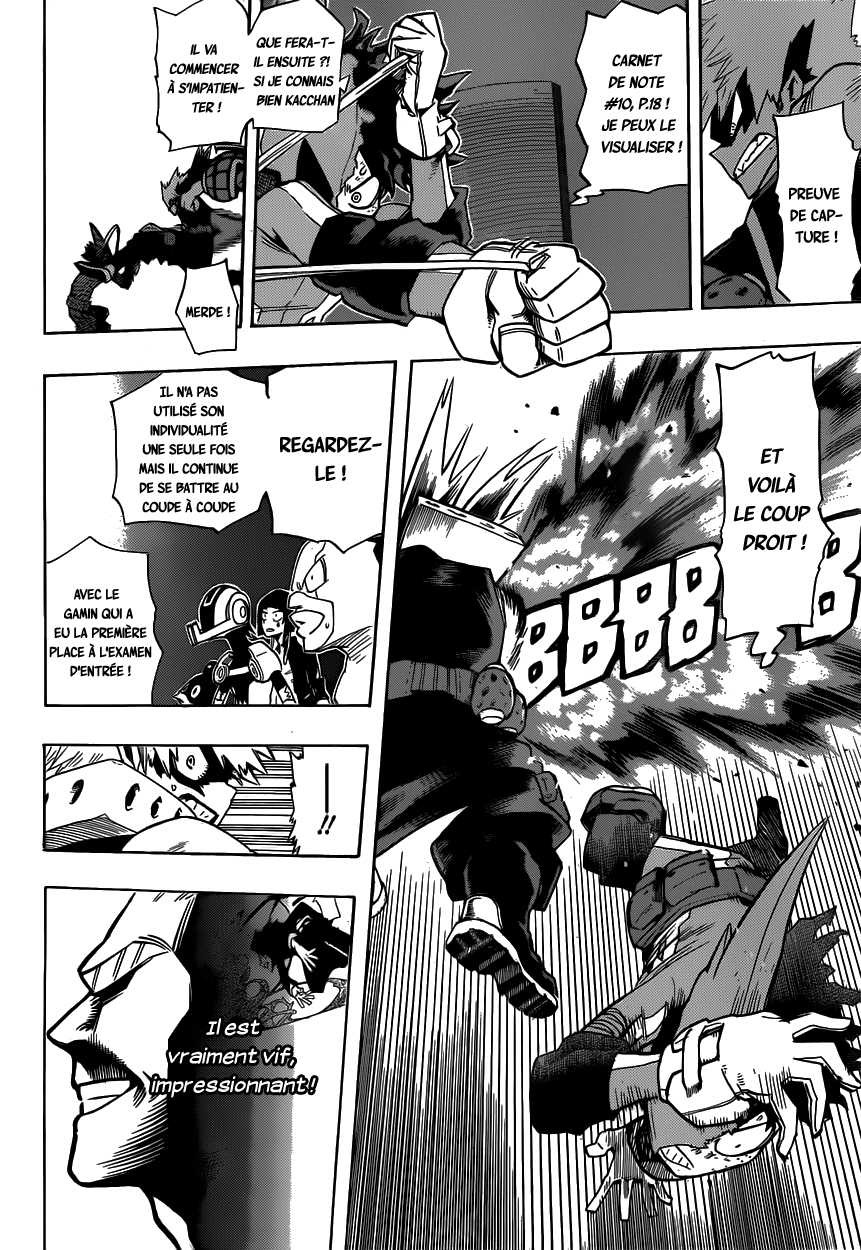 PREUVE
DE CAP-
TURE !
CARNET
DE NOTE
#10, P.18 !
JE PEUX LE
VISUALISER !
QUE FERA-T-
IL ENSUITE ?!
SI JE CONNAIS
BIEN KACCHAN
IL VA
COMMENCER
À S'IMPATIEN-
TER !
MERDE !
ET
VOILÀ
LE COUP
DROIT !
BBBB B
REGARDEZ-
LE !
IL N'A PAS
UTILISÉ SON
INDIVIDUALITÉ
UNE SEULE FOIS
MAIS IL CONTINUE
DE SE BATTRE AU
COUDE À COUDE
AVEC LE
GAMIN QUI A
EU LA PREMIÈRE
PLACE À L'EXAMEN
D'ENTRÉE !
— !!
Il est
vraiment vif,
impressionnant !